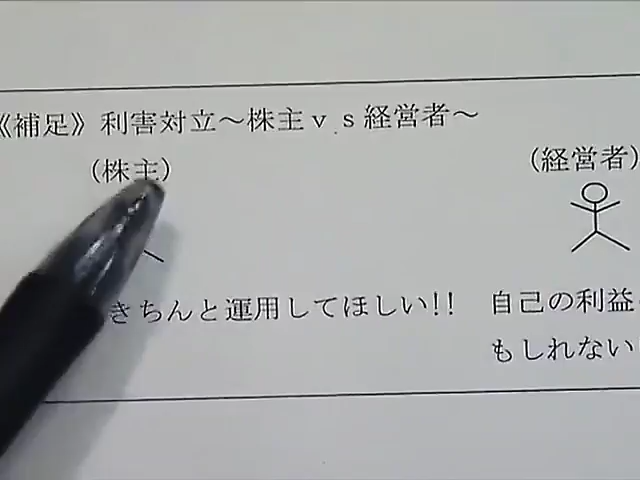 《補足》利害対立～株主ｖｓ経営者～
(株主)
(経営者)
きちんと運用してほしい!!
自己の利益
もしれない